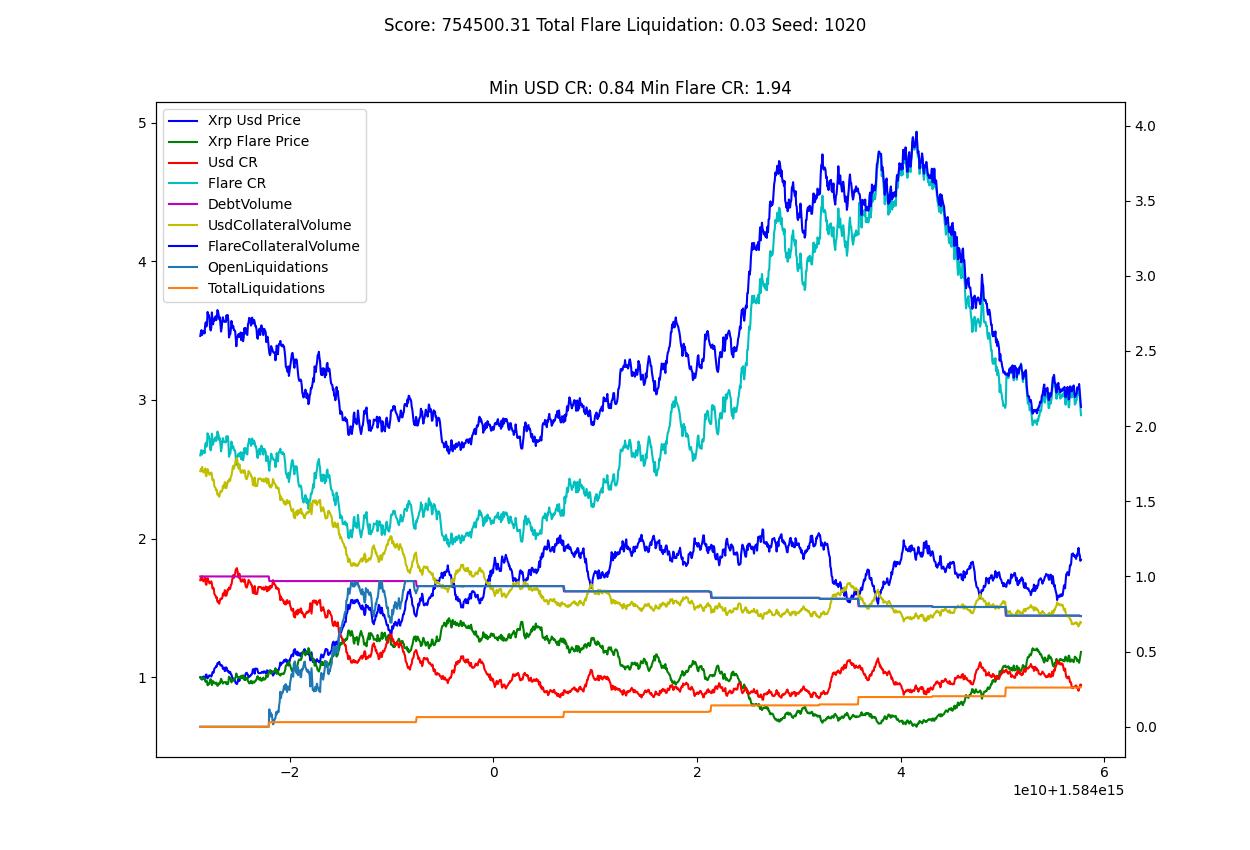 Score: 754500.31 Total Flare Liquidation: 0.03 Seed: 1020
Min USD CR: 0.84 Min Flare CR: 1.94
Xrp Usd Price
Xrp Flare Price
Usd CR
Flare CR
DebtVolume
UsdCollateralVolume
FlareCollateralVolume
OpenLiquidations
TotalLiquidations
5
4
3
2
1
4.0
3.5
3.0
2.5
2.0
1.5
1.0
0.5
0.0
−2 0 2 4 6
1e10+1.584e15